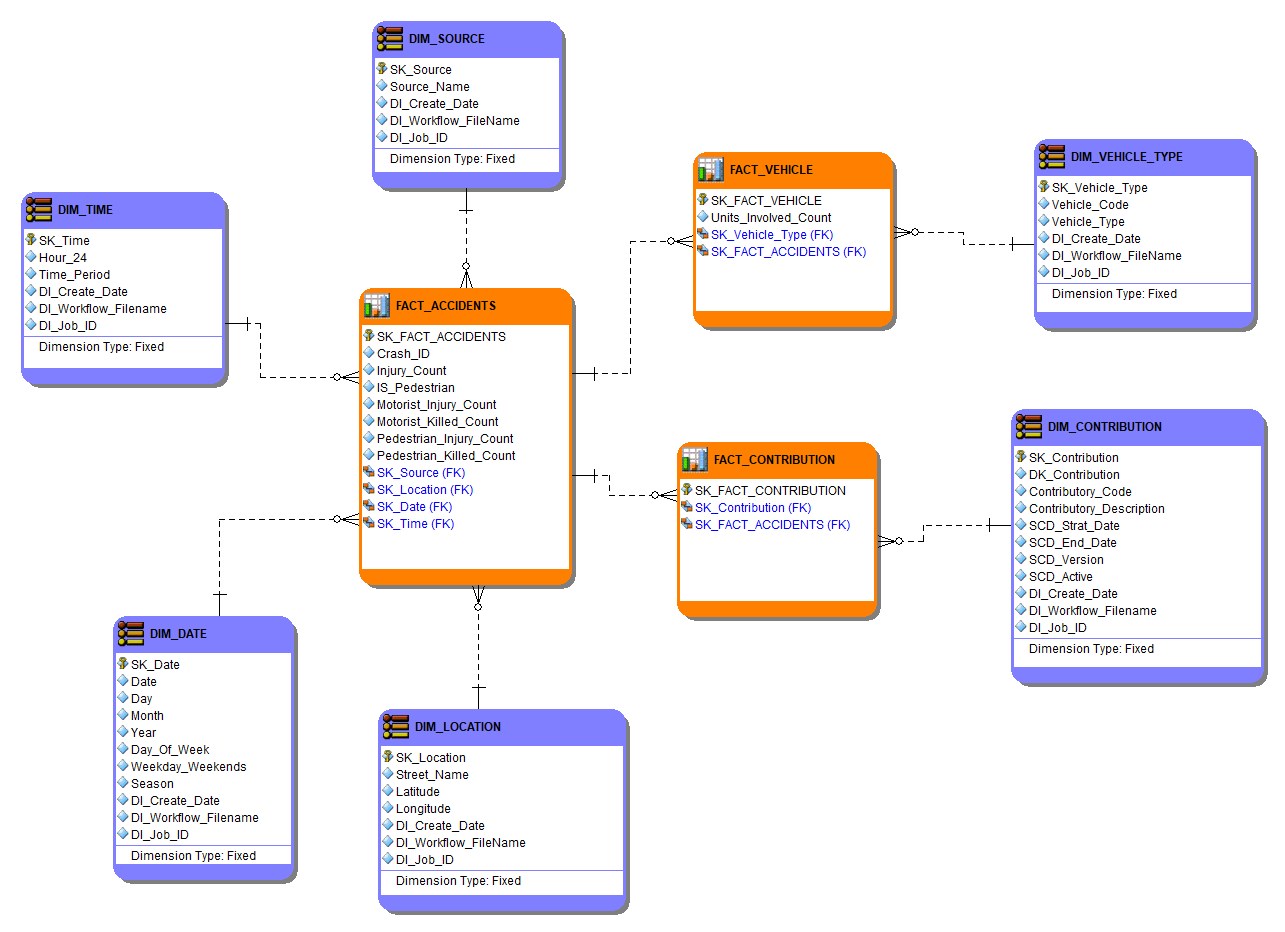 DIM_SOURCE
SK_Source
Source_Name
DI_Create_Date
DI_Workflow_FileName
DI_Job_ID
Dimension Type: Fixed
DIM_TIME
SK_Time
Hour_24
Time_Period
DI_Create_Date
DI_Workflow_Filename
DI_Job_ID
Dimension Type: Fixed
FACT_ACCIDENTS
SK_FACT_ACCIDENTS
Crash_ID
Injury_Count
IS_Pedestrian
Motorist_Injury_Count
Motorist_Killed_Count
Pedestrian_Injury_Count
Pedestrian_Killed_Count
SK_Source (FK)
SK_Location (FK)
SK_Date (FK)
SK_Time (FK)
FACT_VEHICLE
SK_FACT_VEHICLE
Units_Involved_Count
SK_Vehicle_Type (FK)
SK_FACT_ACCIDENTS (FK)
DIM_VEHICLE_TYPE
SK_Vehicle_Type
Vehicle_Code
Vehicle_Type
DI_Create_Date
DI_Workflow_FileName
DI_Job_ID
Dimension Type: Fixed
FACT_CONTRIBUTION
SK_FACT_CONTRIBUTION
SK_Contribution (FK)
SK_FACT_ACCIDENTS (FK)
DIM_CONTRIBUTION
SK_Contribution
DK_Contribution
Contributory_Code
Contributory_Description
SCD_Strat_Date
SCD_End_Date
SCD_Version
SCD_Active
DI_Create_Date
DI_Workflow_Filename
DI_Job_ID
Dimension Type: Fixed
DIM_DATE
SK_Date
Date
Day
Month
Year
Day_Of_Week
Weekday_Weekends
Season
DI_Create_Date
DI_Workflow_Filename
DI_Job_ID
Dimension Type: Fixed
DIM_LOCATION
SK_Location
Street_Name
Latitude
Longitude
DI_Create_Date
DI_Workflow_FileName
DI_Job_ID
Dimension Type: Fixed